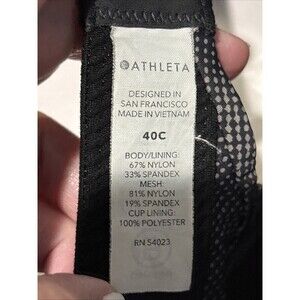 ATHLETA
DESIGNED IN
SAN FRANCISCO
MADE IN VIETNAM
40C
BODY/LINING:
67% NYLON
33% SPANDEX
MESH:
81% NYLON
19% SPANDEX
CUP LINING:
100% POLYESTER
RN 54023